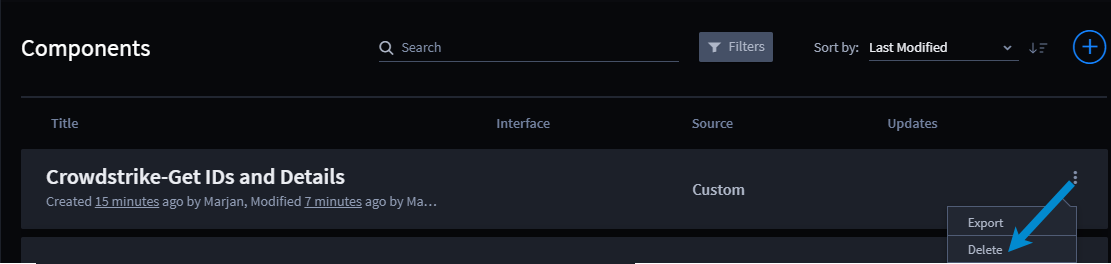 Components
Search
Filters
Sort by: Last Modified
Title Interface Source Updates
Crowdstrike-Get IDs and Details
Created 15 minutes ago by Marjan, Modified 7 minutes ago by Ma…
Custom
Export
Delete